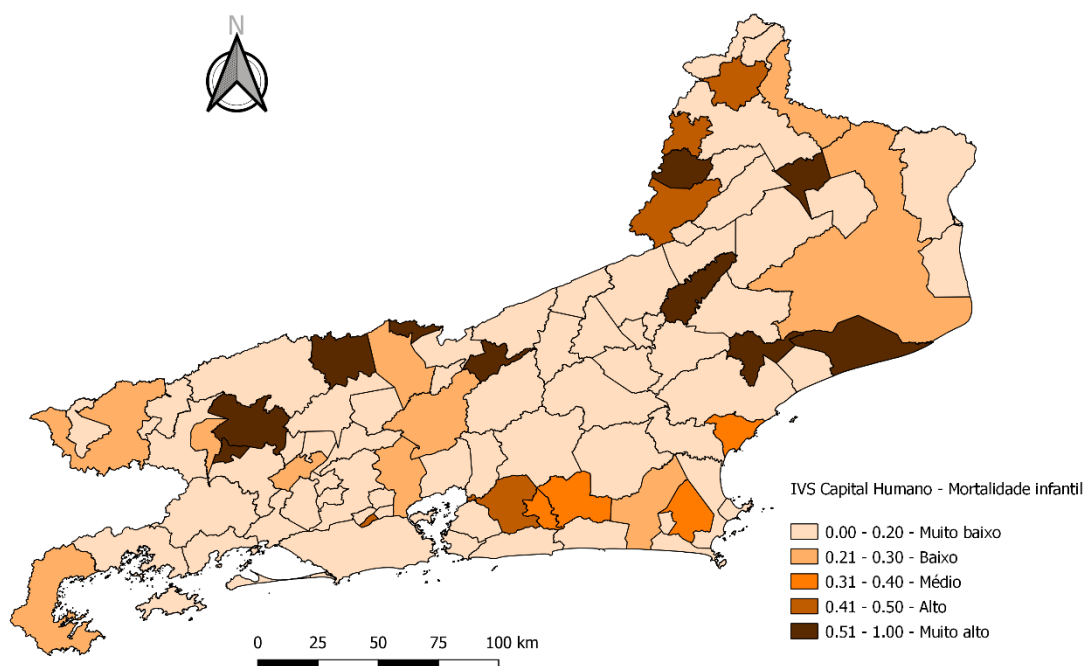 N
IVS Capital Humano - Mortalidade infantil
0.00 - 0.20 - Muito baixo
0.21 - 0.30 - Baixo
0.31 - 0.40 - Médio
0.41 - 0.50 - Alto
0.51 - 1.00 - Muito alto
0 25 50 75 100 km